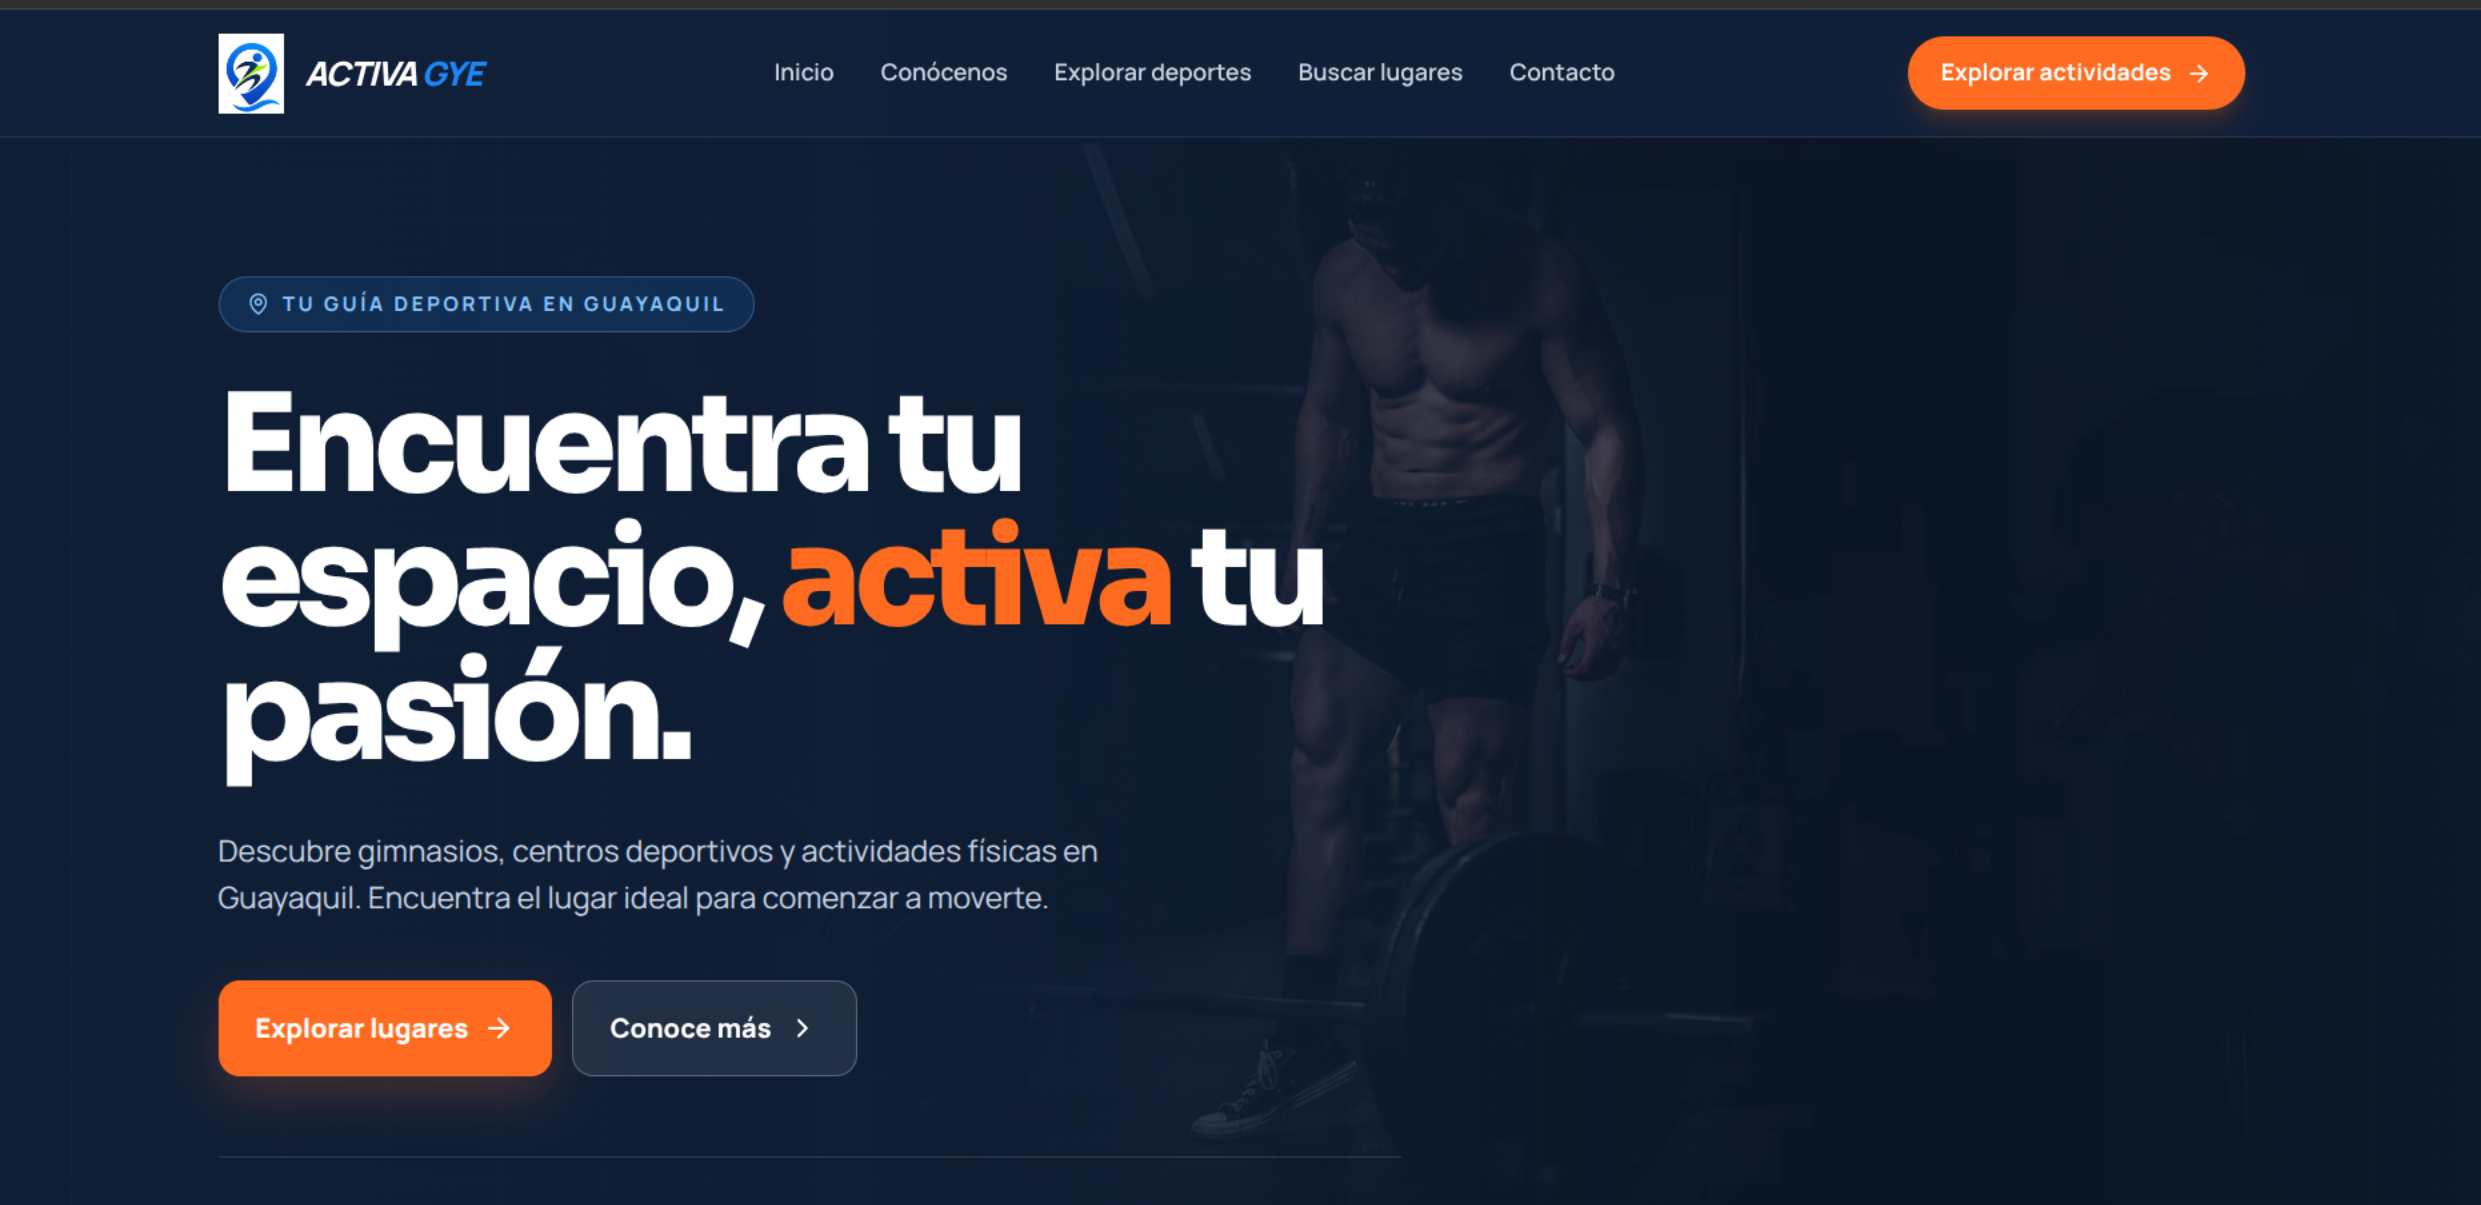 ACTIVA GYE
Inicio
Conócenos
Explorar deportes
Buscar lugares
Contacto
Explorar actividades
TU GUÍA DEPORTIVA EN GUAYAQUIL
Encuentra tu
espacio, activa tu
pasión.
Descubre gimnasios, centros deportivos y actividades físicas en
Guayaquil. Encuentra el lugar ideal para comenzar a moverte.
Explorar lugares
Conoce más